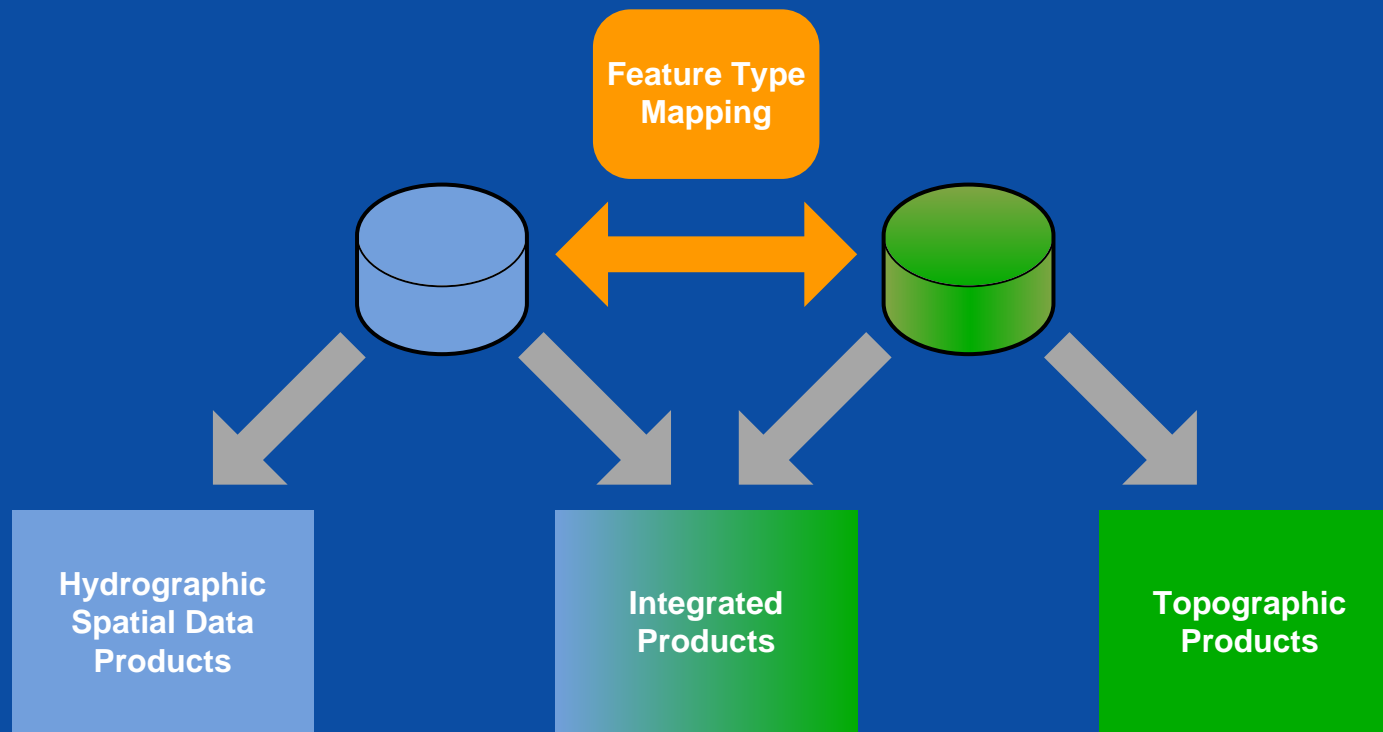 Feature Type
Mapping
Hydrographic
Spatial Data
Products
Integrated
Products
Topographic
Products